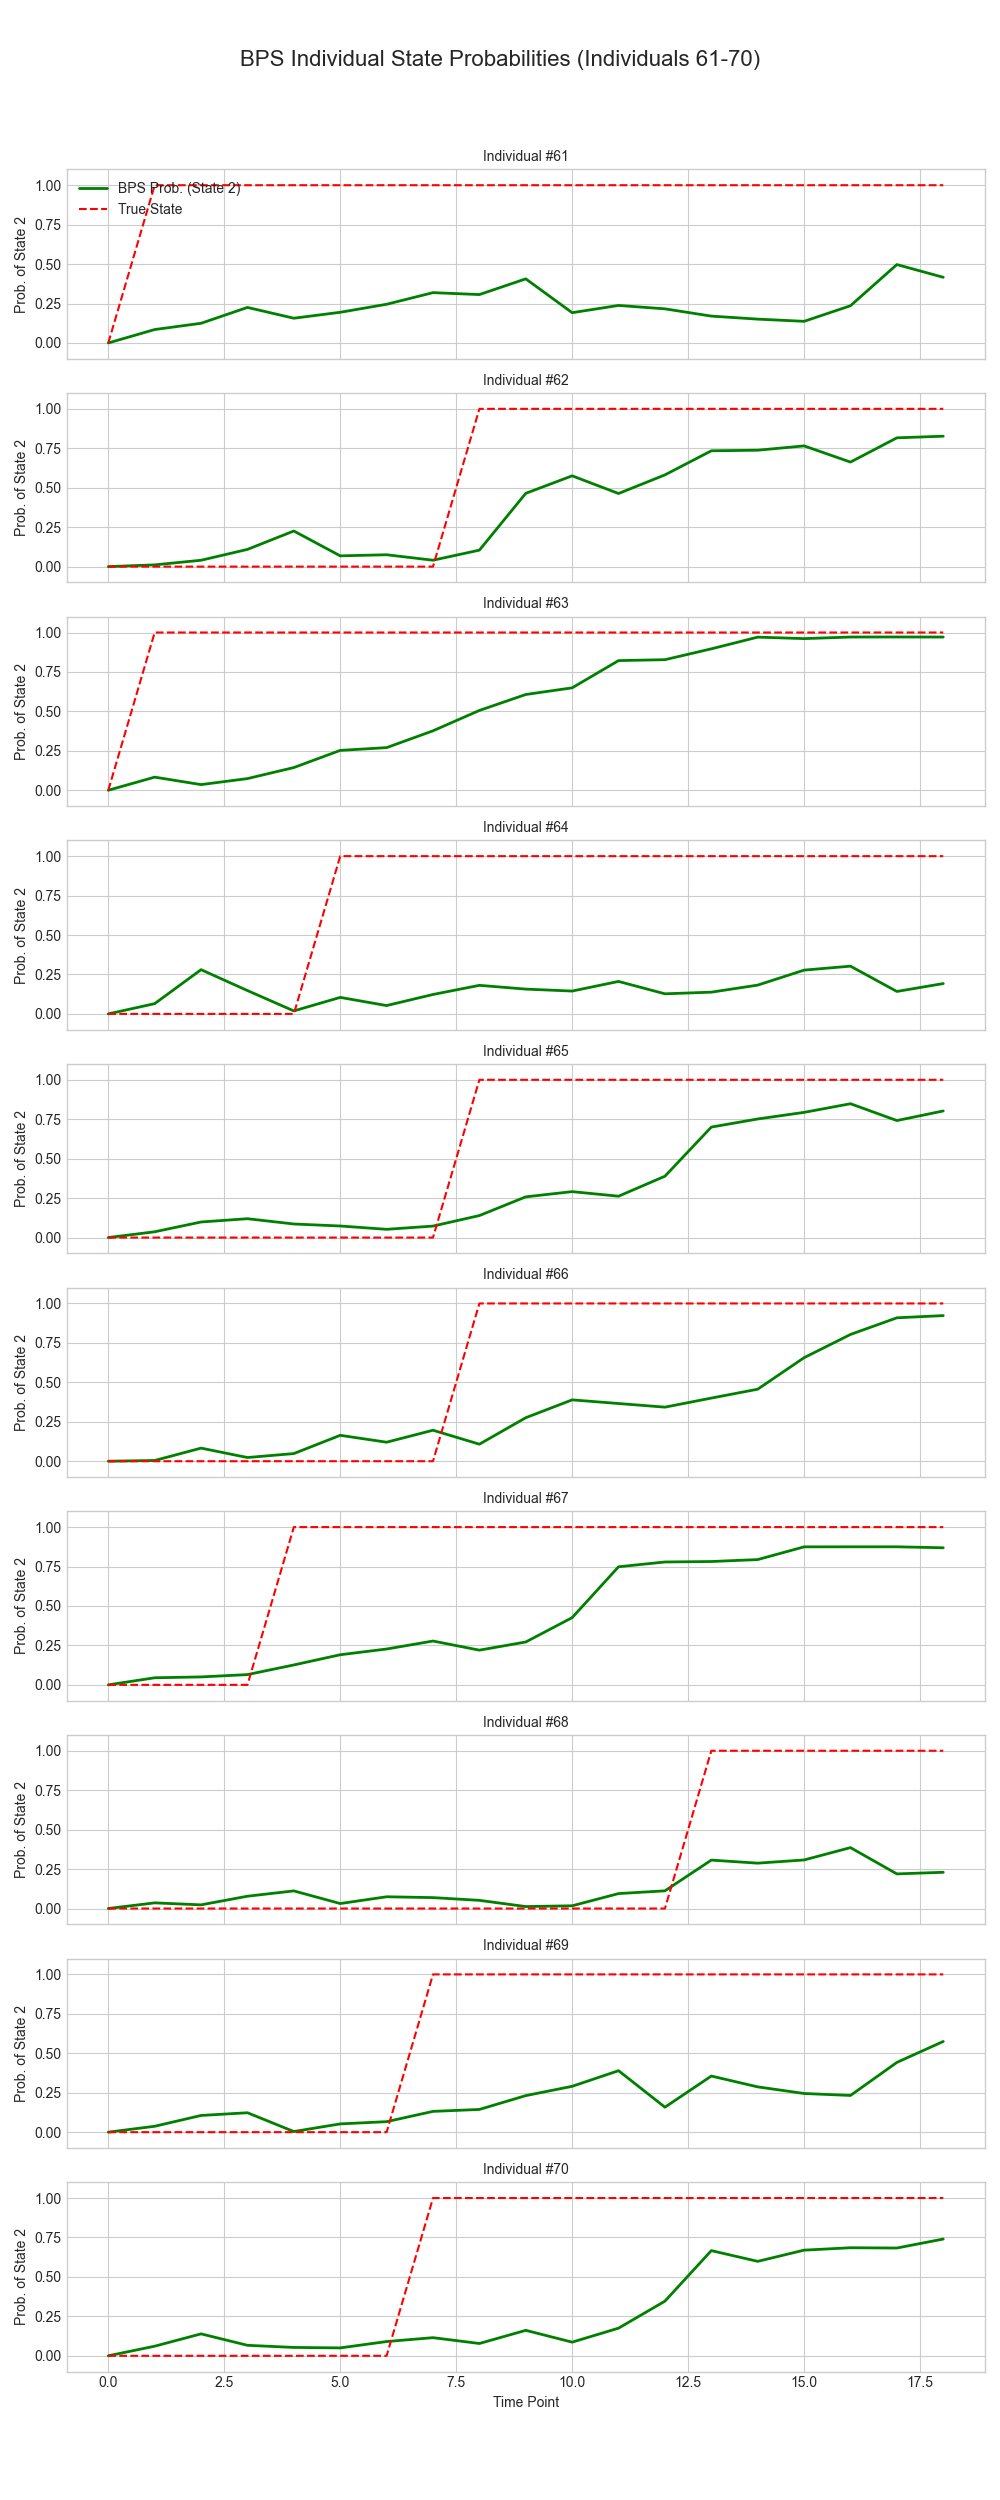 BPS Individual State Probabilities (Individuals 61-70)
Individual #61
Prob. of State 2
1.00
0.75
0.50
0.25
0.00
BPS Prob. (State 2)
True State
Individual #62
Prob. of State 2
1.00
0.75
0.50
0.25
0.00
Individual #63
Prob. of State 2
1.00
0.75
0.50
0.25
0.00
Individual #64
Prob. of State 2
1.00
0.75
0.50
0.25
0.00
Individual #65
Prob. of State 2
1.00
0.75
0.50
0.25
0.00
Individual #66
Prob. of State 2
1.00
0.75
0.50
0.25
0.00
Individual #67
Prob. of State 2
1.00
0.75
0.50
0.25
0.00
Individual #68
Prob. of State 2
1.00
0.75
0.50
0.25
0.00
Individual #69
Prob. of State 2
1.00
0.75
0.50
0.25
0.00
Individual #70
Prob. of State 2
1.00
0.75
0.50
0.25
0.00
0.0 2.5 5.0 7.5 10.0 12.5 15.0 17.5
Time Point